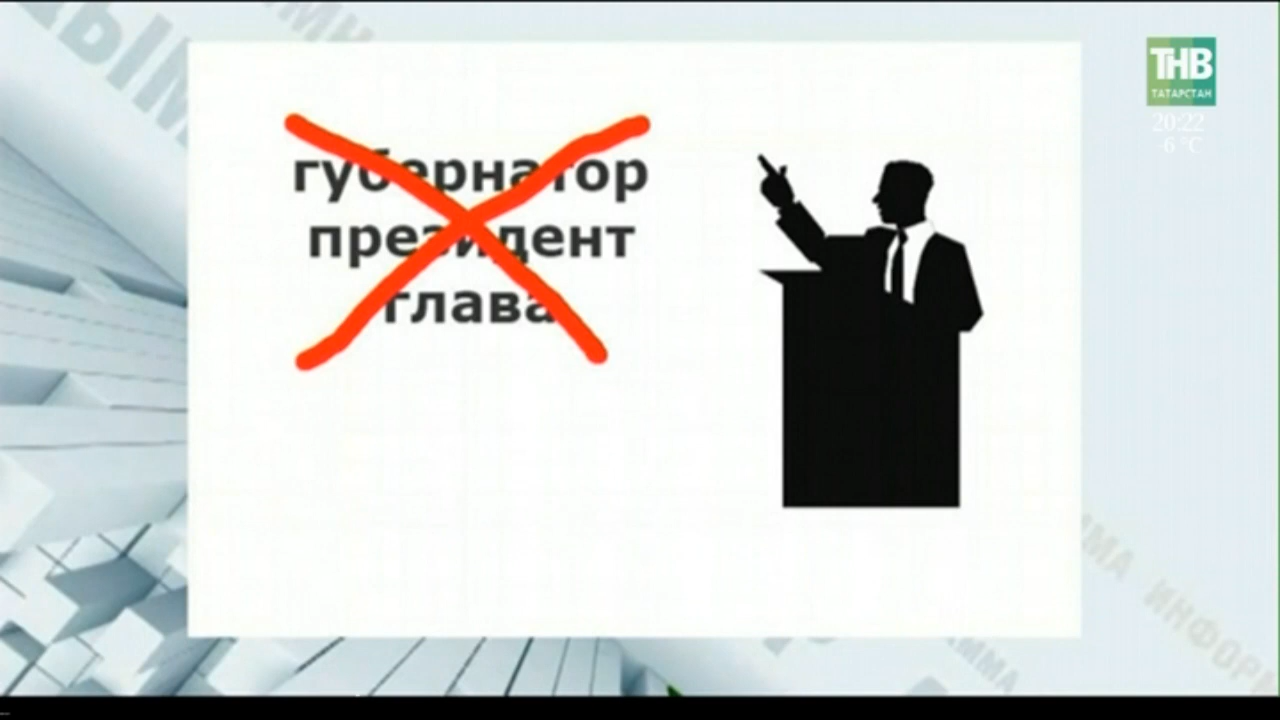 губернатор
президент
глава
ТНВ
ТАТАРСТАН
20:22
-6 °C